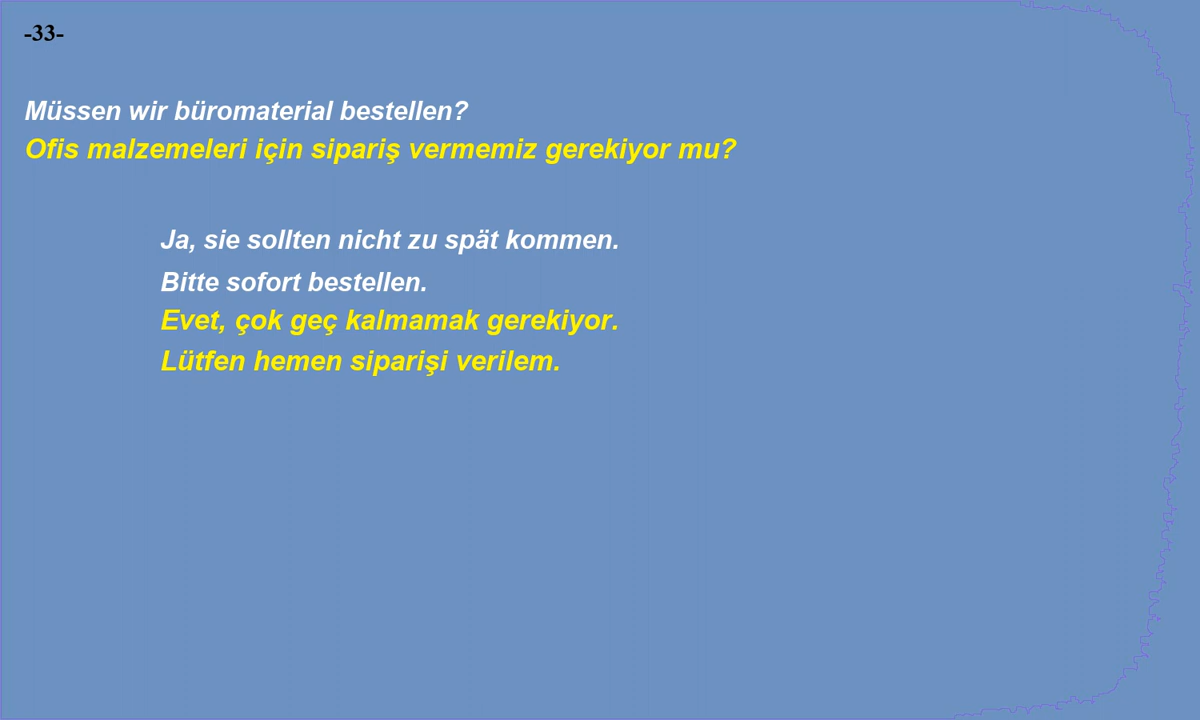 -33-
Müssen wir büromaterial bestellen?
Ofis malzemeleri için sipariş vermemiz gerekiyor mu?
Ja, sie sollten nicht zu spät kommen.
Bitte sofort bestellen.
Evet, çok geç kalmamak gerekiyor.
Lütfen hemen siparişi verilem.